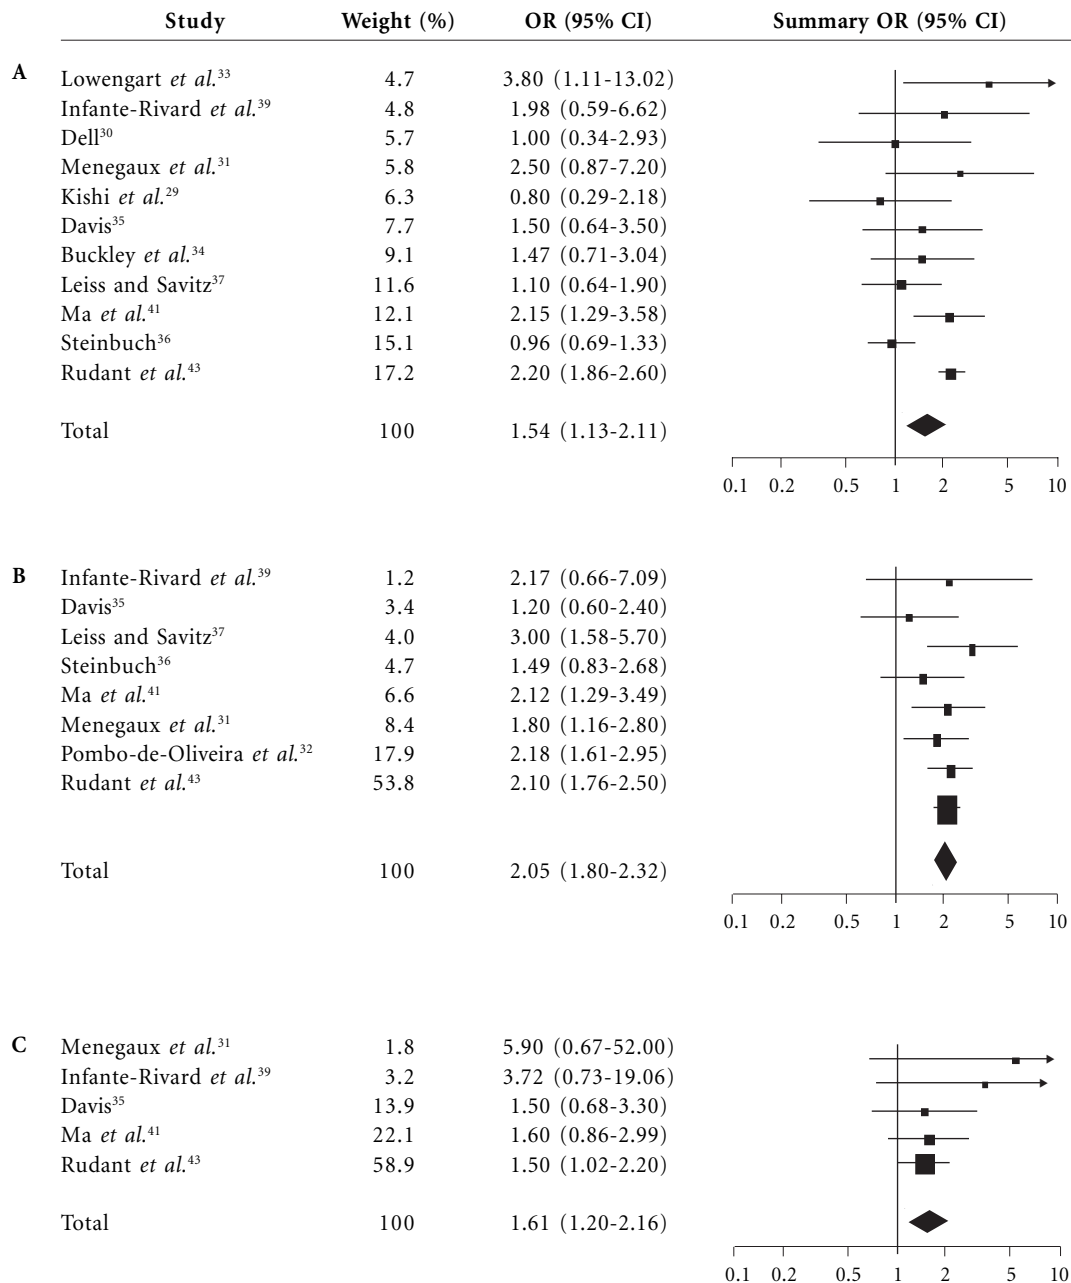 Study Weight (%) OR (95% CI) Summary OR (95% CI)
A
Lowengart et al.33 4.7 3.80 (1.11-13.02)
Infante-Rivard et al.39 4.8 1.98 (0.59-6.62)
Dell30 5.7 1.00 (0.34-2.93)
Menegaux et al.31 5.8 2.50 (0.87-7.20)
Kishi et al.29 6.3 0.80 (0.29-2.18)
Davis35 7.7 1.50 (0.64-3.50)
Buckley et al.34 9.1 1.47 (0.71-3.04)
Leiss and Savitz37 11.6 1.10 (0.64-1.90)
Ma et al.41 12.1 2.15 (1.29-3.58)
Steinbuch36 15.1 0.96 (0.69-1.33)
Rudant et al.43 17.2 2.20 (1.86-2.60)
Total 100 1.54 (1.13-2.11)
0.1 0.2 0.5 1 2 5 10
B
Infante-Rivard et al.39 1.2 2.17 (0.66-7.09)
Davis35 3.4 1.20 (0.60-2.40)
Leiss and Savitz37 4.0 3.00 (1.58-5.70)
Steinbuch36 4.7 1.49 (0.83-2.68)
Ma et al.41 6.6 2.12 (1.29-3.49)
Menegaux et al.31 8.4 1.80 (1.16-2.80)
Pombo-de-Oliveira et al.32 17.9 2.18 (1.61-2.95)
Rudant et al.43 53.8 2.10 (1.76-2.50)
Total 100 2.05 (1.80-2.32)
0.1 0.2 0.5 1 2 5 10
C
Menegaux et al.31 1.8 5.90 (0.67-52.00)
Infante-Rivard et al.39 3.2 3.72 (0.73-19.06)
Davis35 13.9 1.50 (0.68-3.30)
Ma et al.41 22.1 1.60 (0.86-2.99)
Rudant et al.43 58.9 1.50 (1.02-2.20)
Total 100 1.61 (1.20-2.16)
0.1 0.2 0.5 1 2 5 10